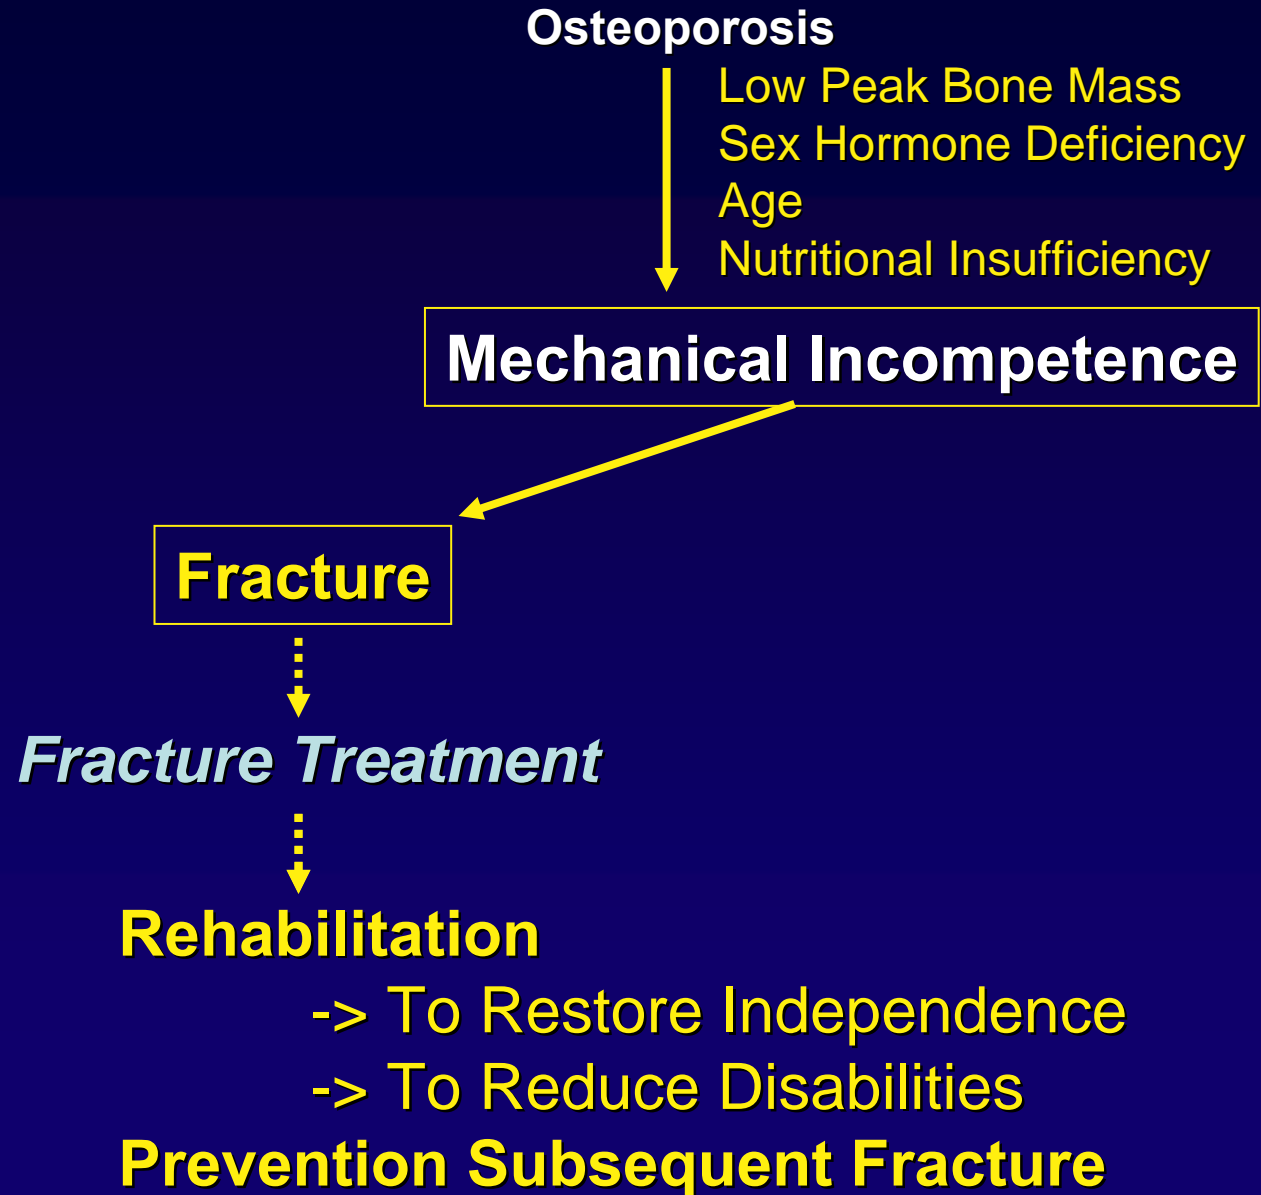 Osteoporosis
Low Peak Bone Mass
Sex Hormone Deficiency
Age
Nutritional Insufficiency
Mechanical Incompetence
Fracture
Fracture Treatment
Rehabilitation
-> To Restore Independence
-> To Reduce Disabilities
Prevention Subsequent Fracture